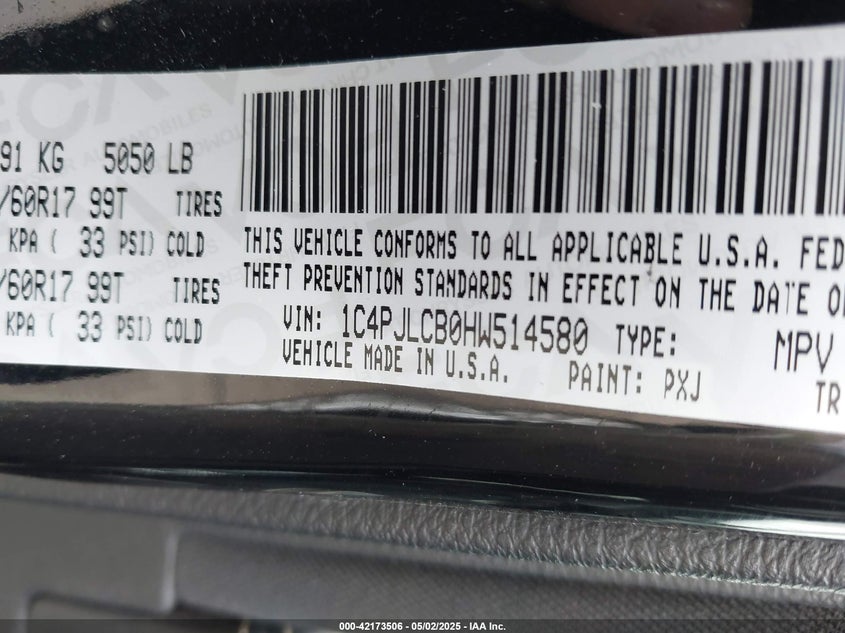 91 KG 5050 LB
/60R17 99T TIRES
KPA ( 33 PSI) COLD
/60R17 99T TIRES
KPA ( 33 PSI) COLD
THIS VEHICLE CONFORMS TO ALL APPLICABLE U.S.A. FED
THEFT PREVENTION STANDARDS IN EFFECT ON THE DATE O
VIN: 1C4PJLCB0HW514580 TYPE: MPV
VEHICLE MADE IN U.S.A. PAINT: PXJ TR
000-42173506 - 05/02/2025 - IAA Inc.